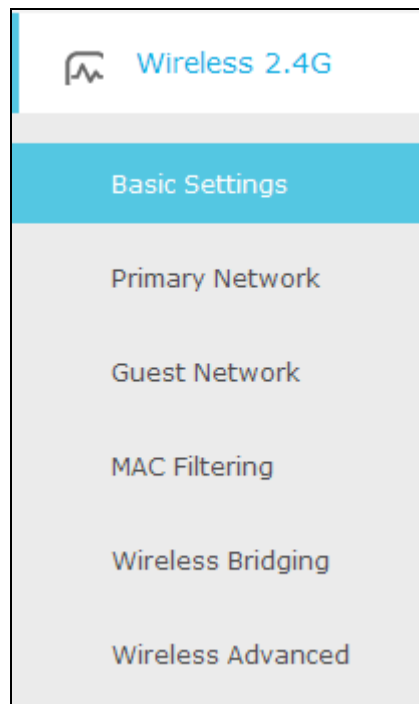 Wireless 2.4G
Basic Settings
Primary Network
Guest Network
MAC Filtering
Wireless Bridging
Wireless Advanced